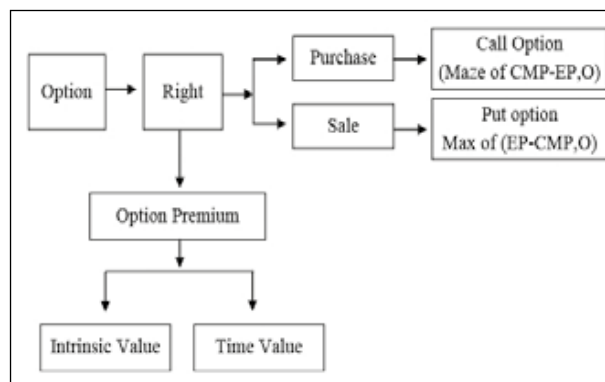 Option
Right
Purchase
Call Option
(Maze of CMP-EP,O)
Sale
Put option
Max of (EP-CMP,O)
Option Premium
Intrinsic Value
Time Value